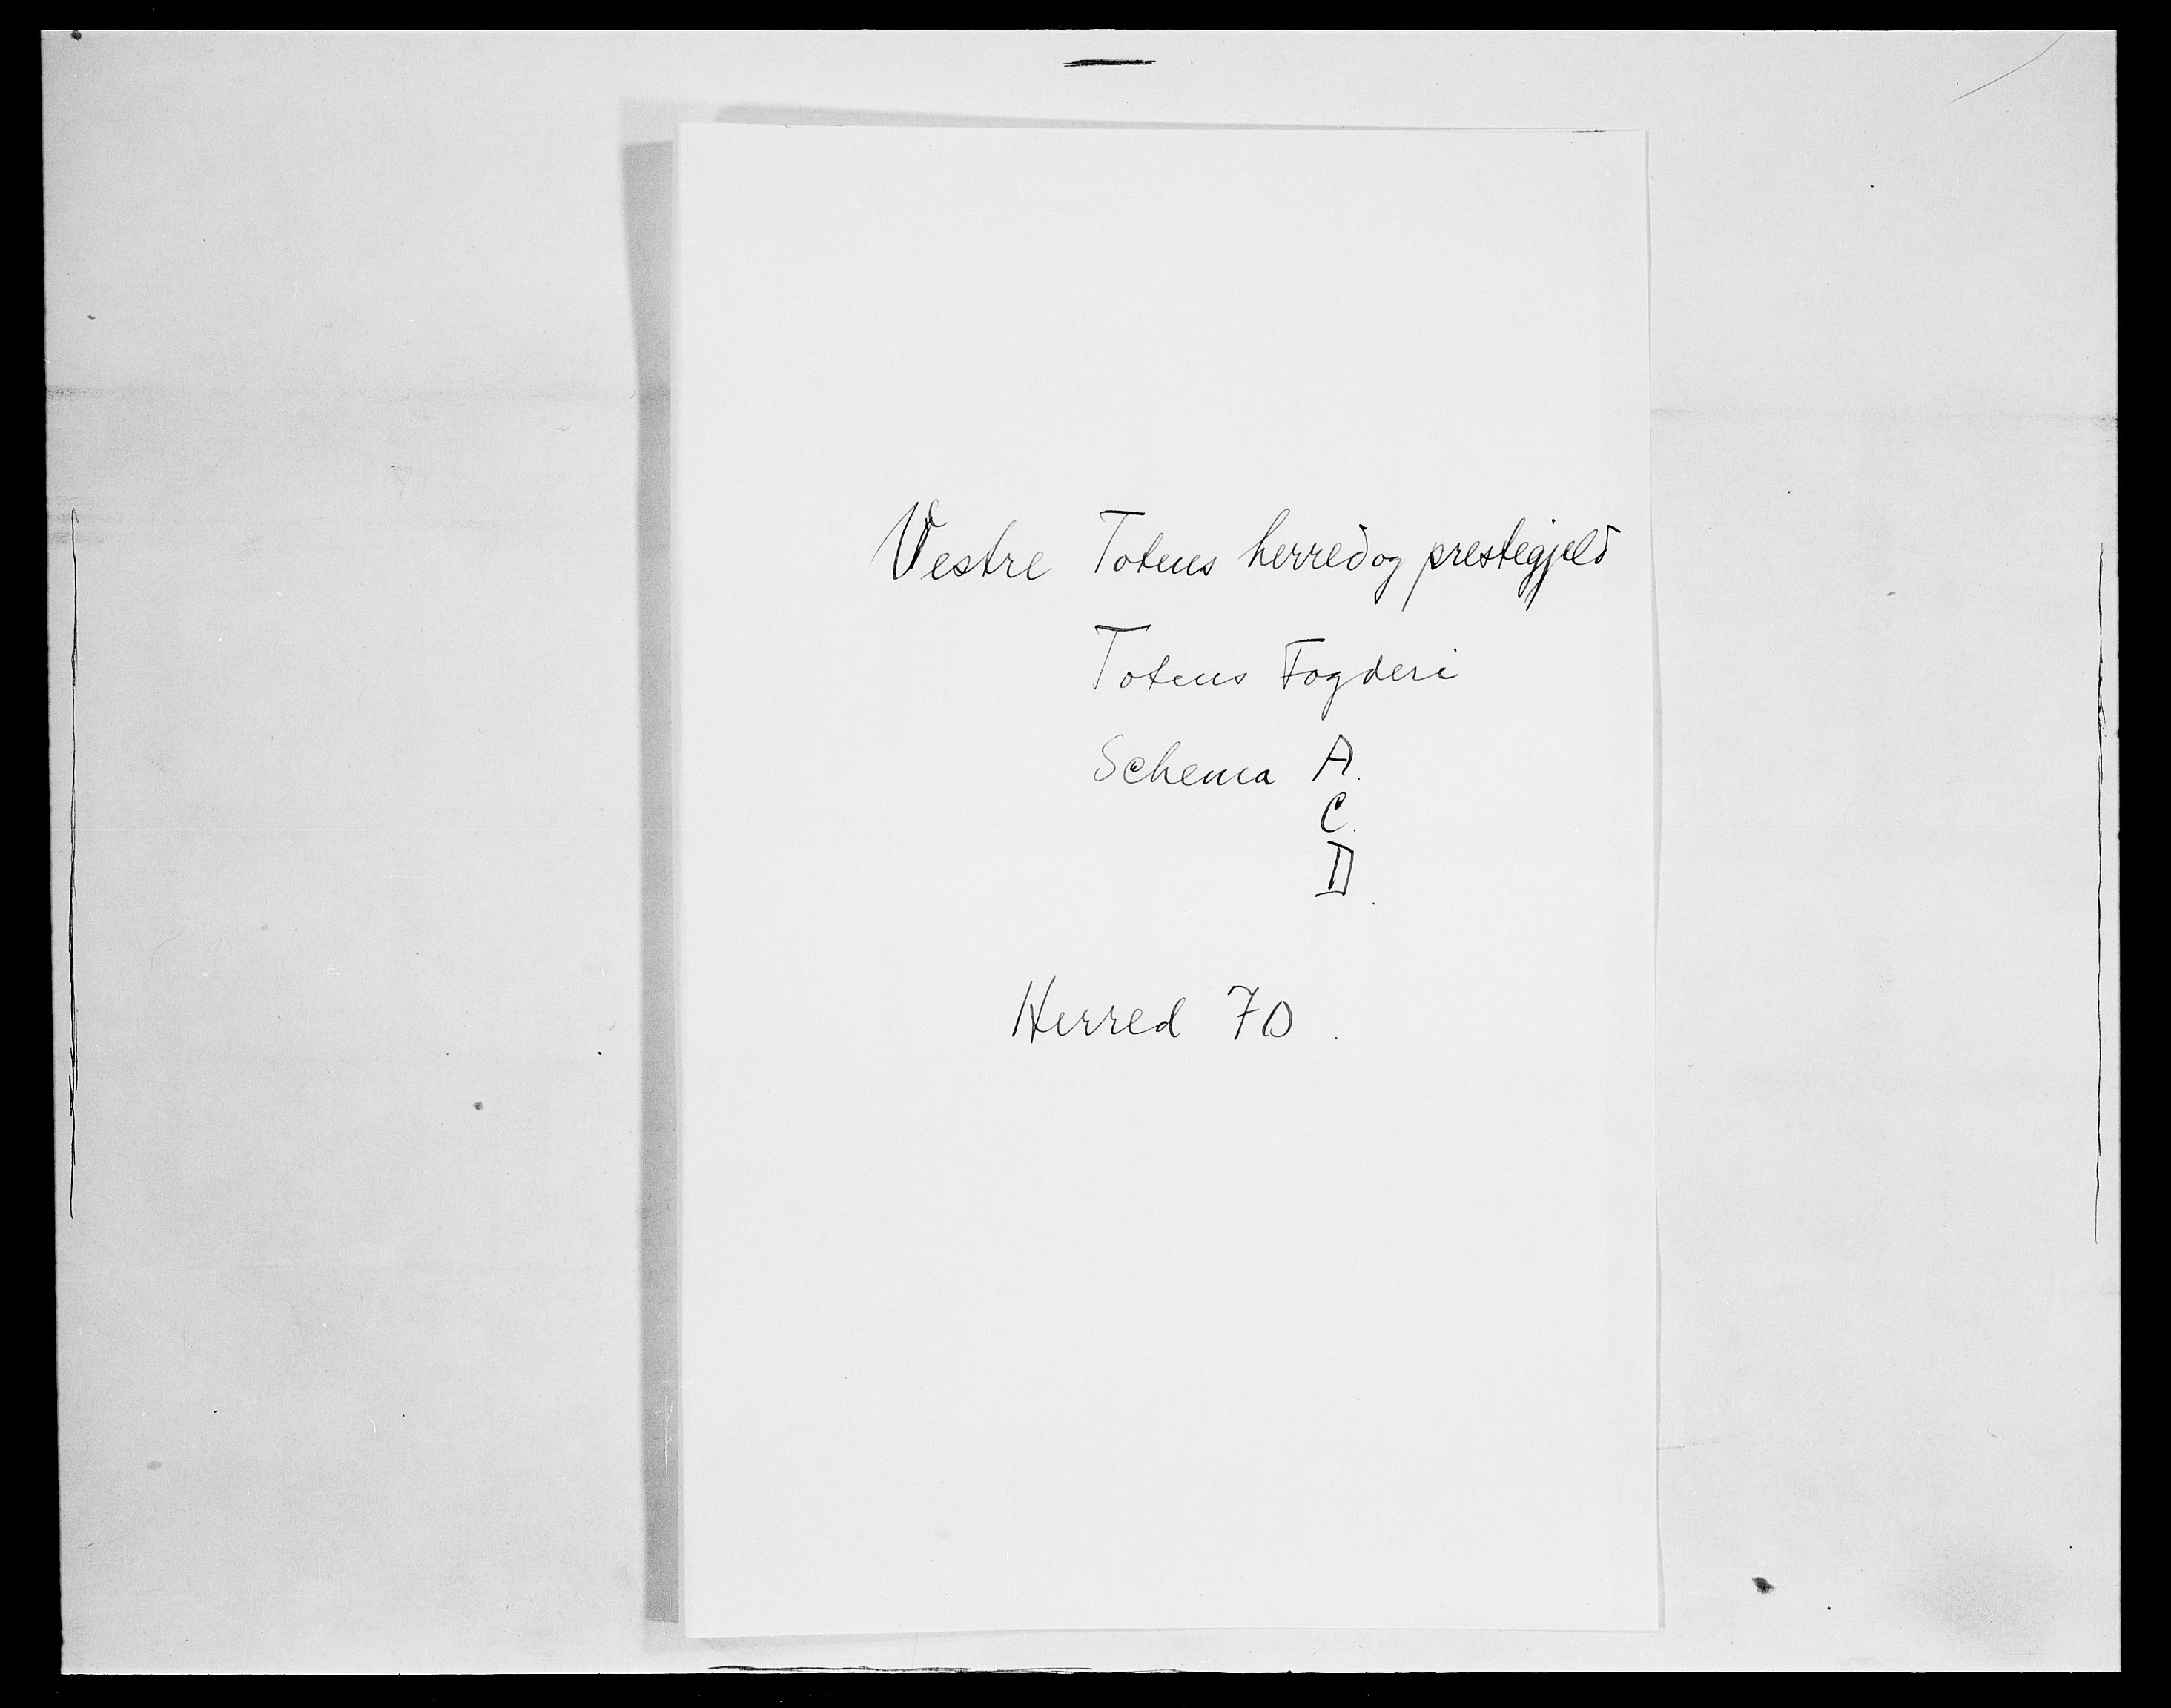 Vestre Totens herred og prestegjeld
Totens Fogderi
Schema A.
C.
D.
Herred 70.